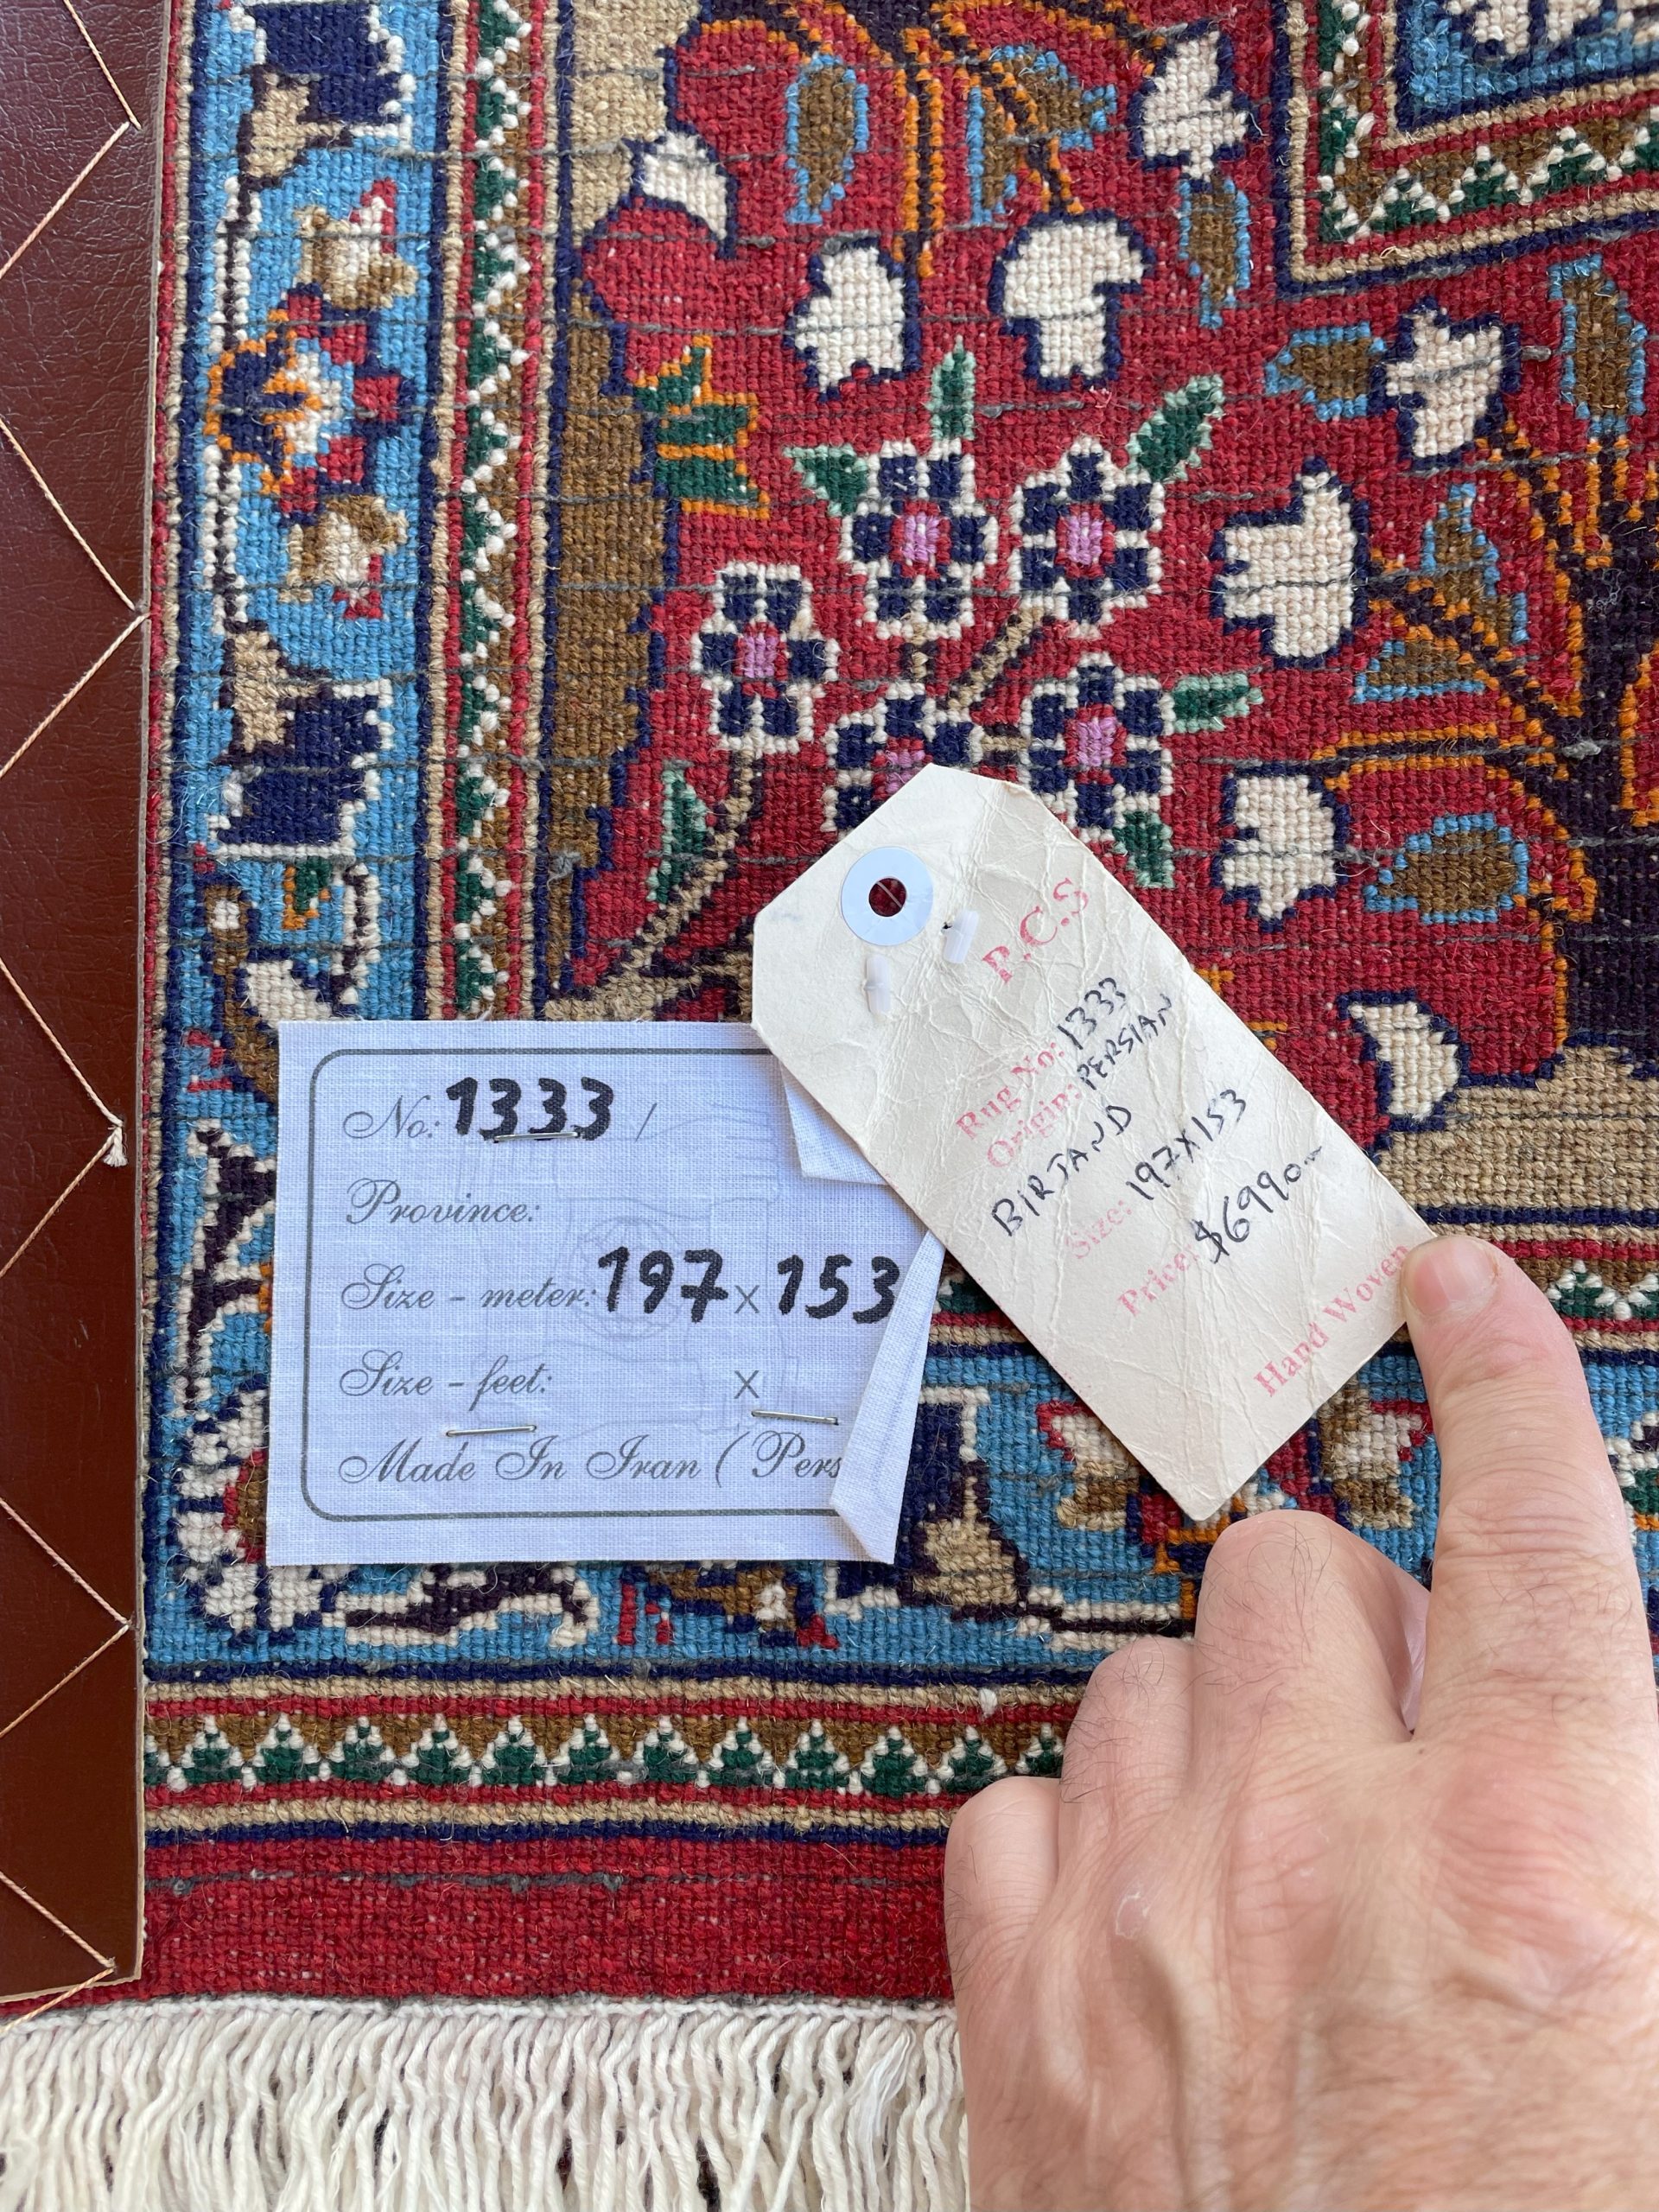 No: 1333 /
Province:
Size - meter: 197 x 153
Size - feet: x
Made In Iran ( Pers
P.C.S
Rug No: 1333
Origin: PERSIAN
BIRJAND
Size: 197X153
Price: $6990.-
Hand Woven